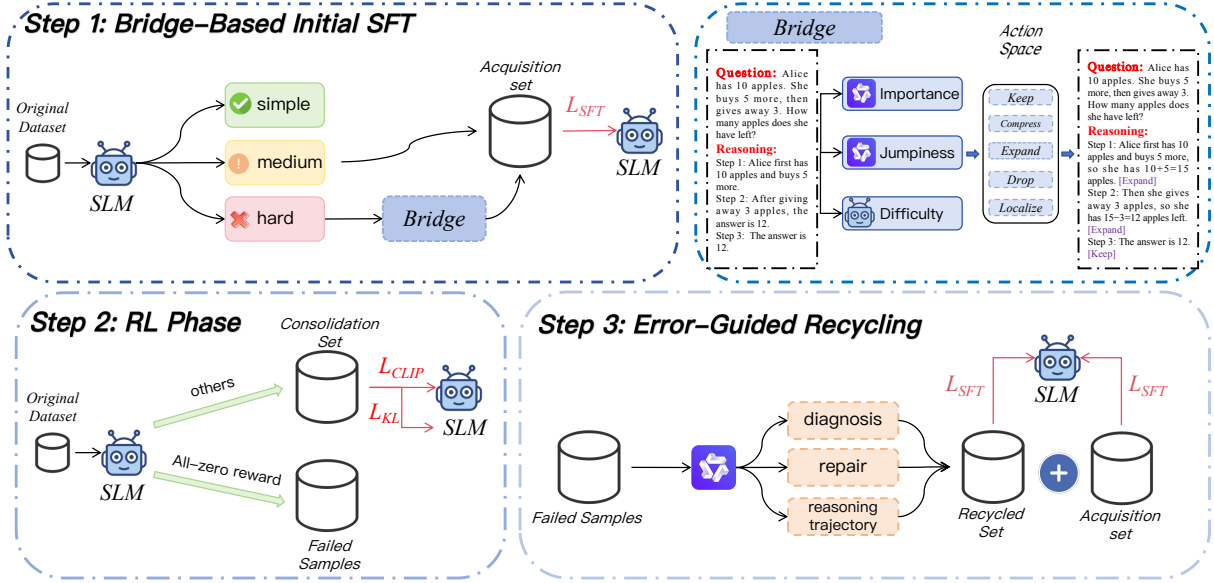 Step 1: Bridge-Based Initial SFT
Original
Dataset
SLM
simple
medium
hard
Bridge
Acquisition
set
L_SFT
SLM
Bridge
Question: Alice
has 10 apples. She
buys 5 more, then
gives away 3. How
many apples does she
have left?
Reasoning:
Step 1: Alice first has
10 apples and buys 5
more.
Step 2: After giving
away 3 apples, the
answer is 12.
Step 3: The answer is
12.
Importance
Jumpiness
Difficulty
Action
Space
Keep
Compress
Expand
Drop
Localize
Question: Alice has
10 apples. She buys 5
more, then gives away 3.
How many apples does
she have left?
Reasoning:
Step 1: Alice first has 10
apples and buys 5 more,
so she has 10+5=15
apples. [Expand]
Step 2: Then she gives
away 3 apples, so she
has 15−3=12 apples left.
[Expand]
Step 3: The answer is 12.
[Keep]
Step 2: RL Phase
Original
Dataset
SLM
others
All-zero reward
Consolidation
Set
L_CLIP
L_KL
SLM
Failed
Samples
Step 3: Error-Guided Recycling
Failed Samples
diagnosis
repair
reasoning
trajectory
L_SFT
SLM
L_SFT
Recycled
Set
+
Acquisition
set